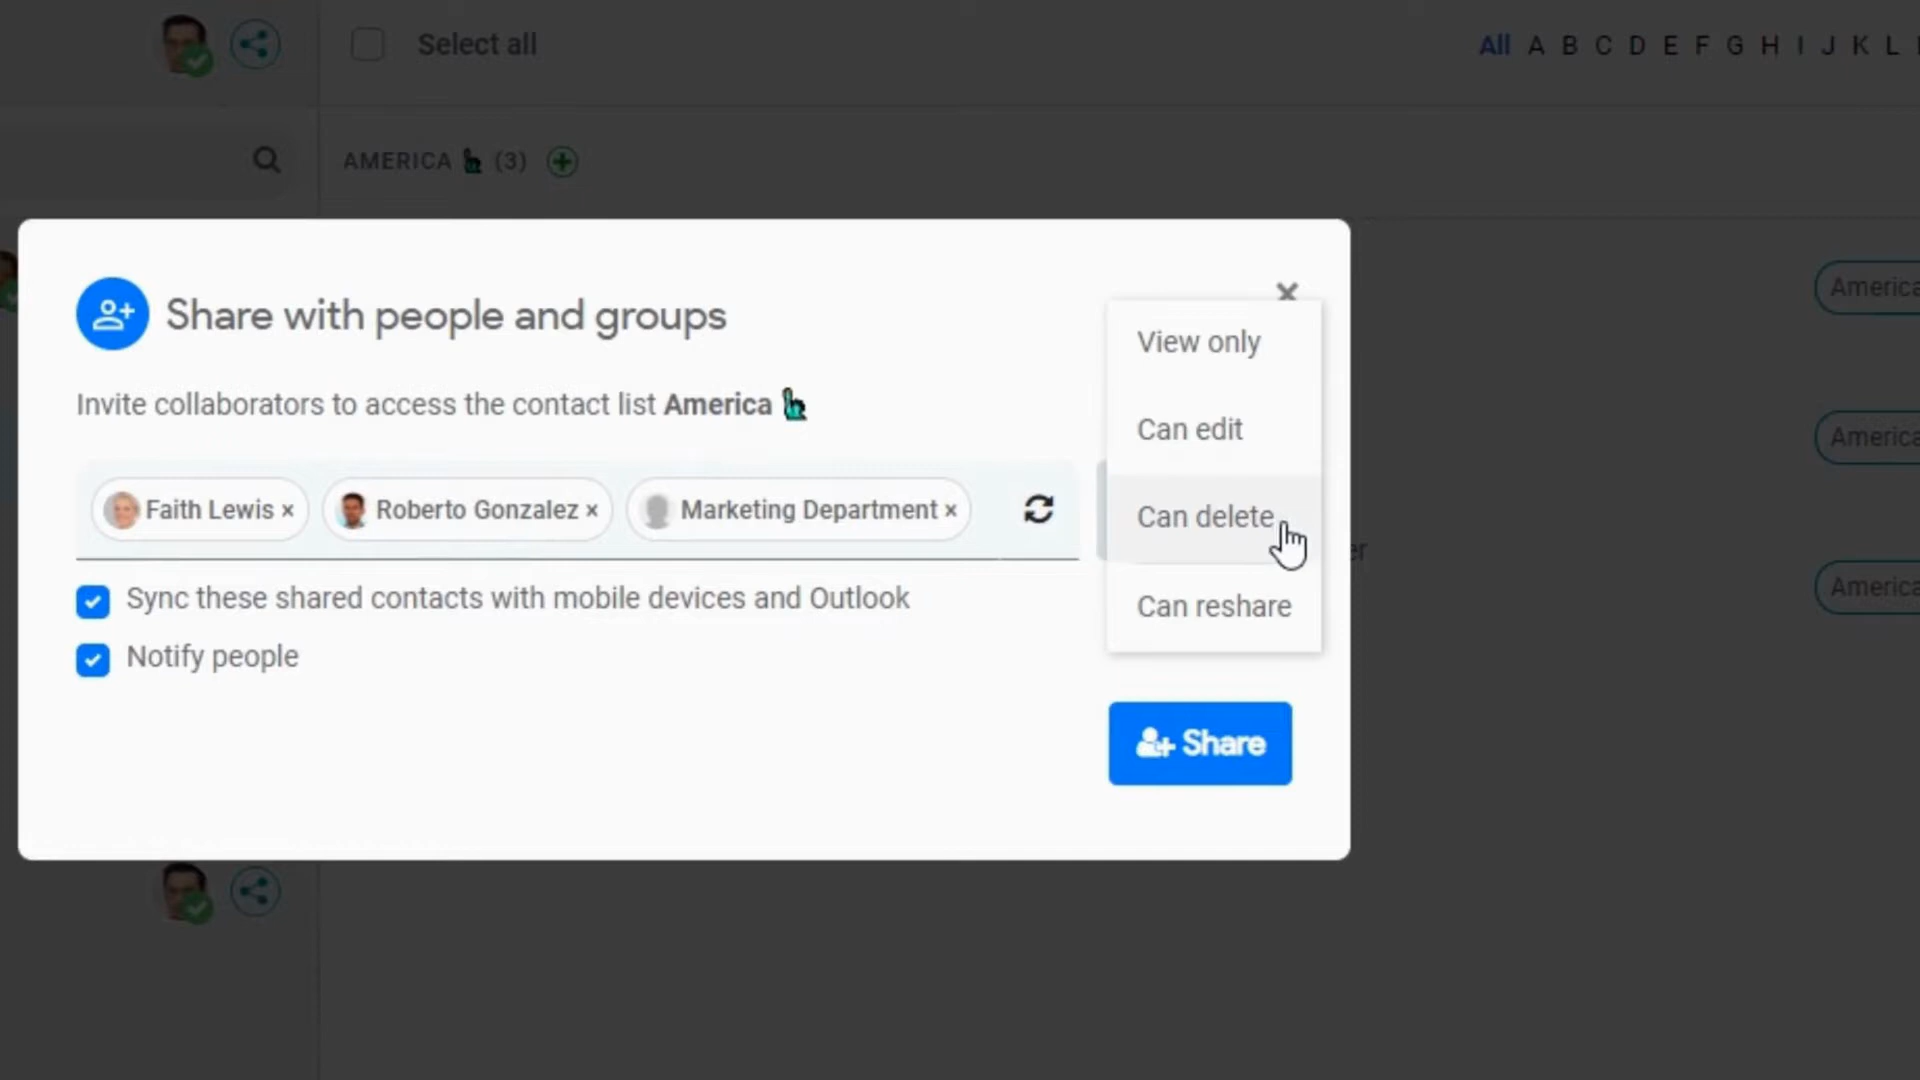 Select all
All A B C D E F G H I J K L
AMERICA (3)
Share with people and groups
Invite collaborators to access the contact list America
Faith Lewis × Roberto Gonzalez × Marketing Department ×
Sync these shared contacts with mobile devices and Outlook
Notify people
View only
Can edit
Can delete
Can reshare
Share
er
America
America
America